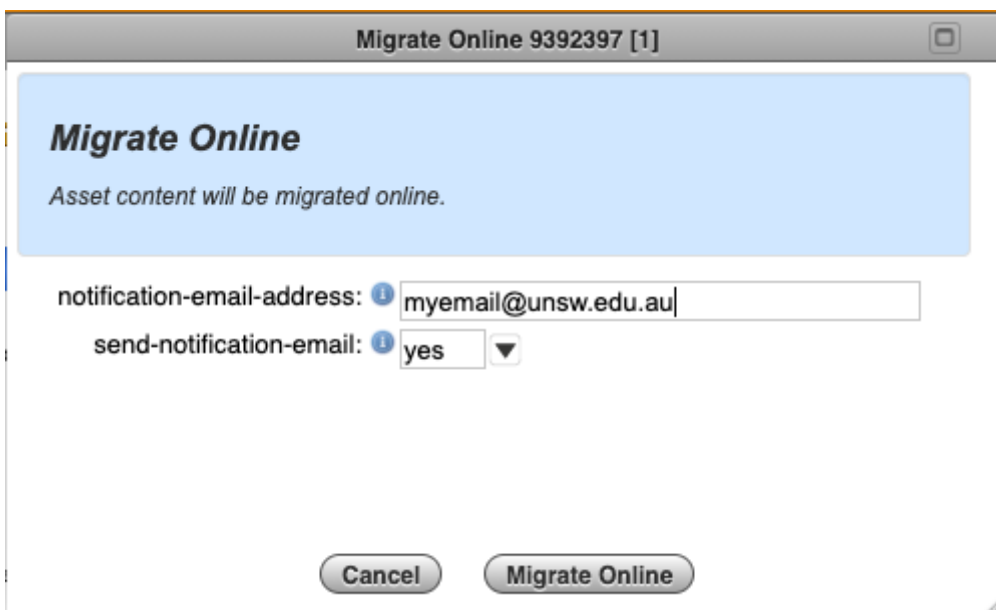 Migrate Online 9392397 [1]
Migrate Online
Asset content will be migrated online.
notification-email-address: myemail@unsw.edu.au
send-notification-email: yes
Cancel Migrate Online